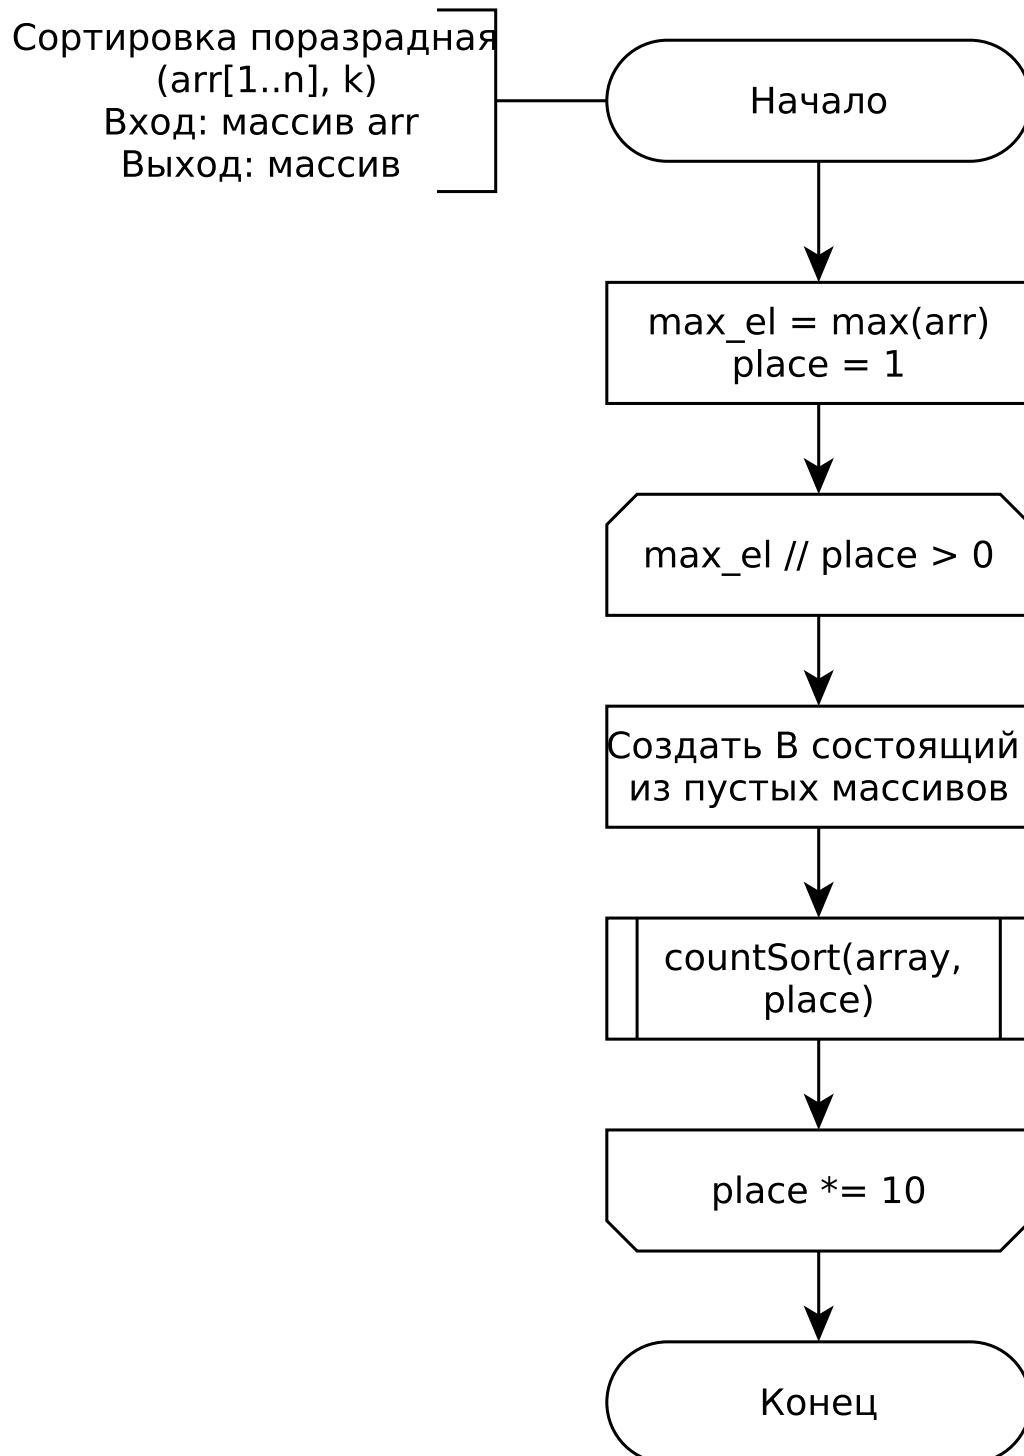 Сортировка поразрадная
(arr[1..n], k)
Вход: массив arr
Выход: массив
Начало
max_el = max(arr)
place = 1
max_el // place > 0
Создать B состоящий
из пустых массивов
countSort(array,
place)
place *= 10
Конец